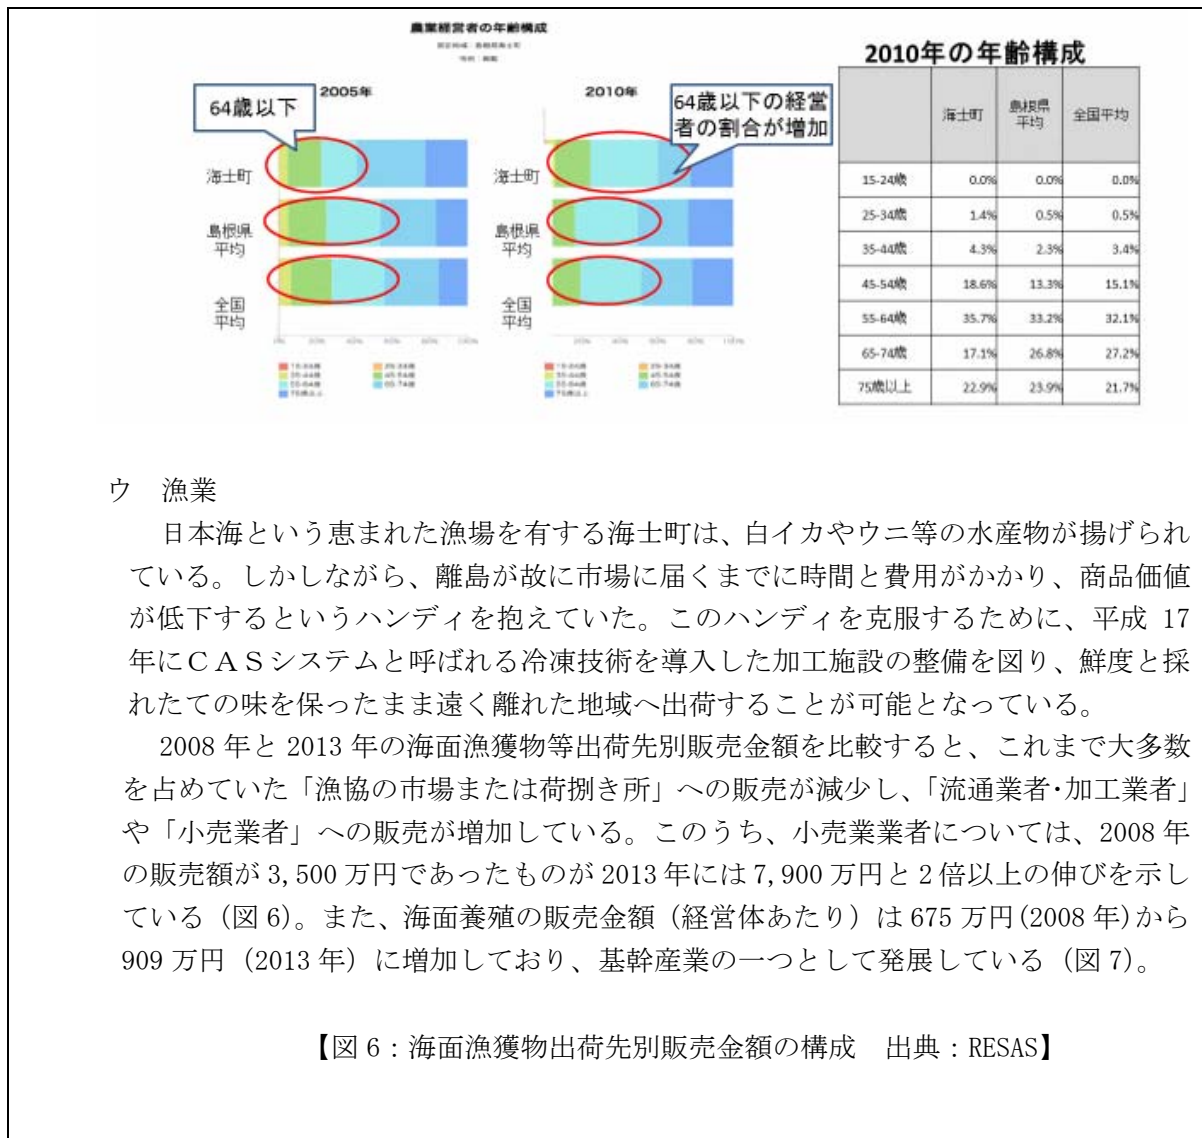 農業経営者の年齢構成
2005年
2010年
64歳以下
64歳以下の経営
者の割合が増加
海士町
島根県
平均
全国
平均
海士町
島根県
平均
全国
平均
2010年の年齢構成
海士町 島根県平均 全国平均
15-24歳 0.0% 0.0% 0.0%
25-34歳 1.4% 0.5% 0.5%
35-44歳 4.3% 2.3% 3.4%
45-54歳 18.6% 13.3% 15.1%
55-64歳 35.7% 33.2% 32.1%
65-74歳 17.1% 26.8% 27.2%
75歳以上 22.9% 23.9% 21.7%
ウ 漁業
日本海という恵まれた漁場を有する海士町は、白イカやウニ等の水産物が揚げられ
ている。しかしながら、離島が故に市場に届くまでに時間と費用がかかり、商品価値
が低下するというハンディを抱えていた。このハンディを克服するために、平成 17
年にＣＡＳシステムと呼ばれる冷凍技術を導入した加工施設の整備を図り、鮮度と採
れたての味を保ったまま遠く離れた地域へ出荷することが可能となっている。
2008 年と 2013 年の海面漁獲物等出荷先別販売金額を比較すると、これまで大多数
を占めていた「漁協の市場または荷捌き所」への販売が減少し、「流通業者・加工業者」
や「小売業者」への販売が増加している。このうち、小売業業者については、2008 年
の販売額が 3,500 万円であったものが 2013 年には 7,900 万円と 2 倍以上の伸びを示し
ている（図 6）。また、海面養殖の販売金額（経営体あたり）は 675 万円(2008 年)から
909 万円（2013 年）に増加しており、基幹産業の一つとして発展している（図 7）。
【図 6：海面漁獲物出荷先別販売金額の構成 出典：RESAS】